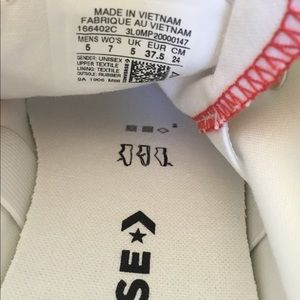 MADE IN VIETNAM
FABRIQUE AU VIETNAM
166402C 3L0MP20000147
MENS WO'S UK EUR CM
5 7 5 37.5 24
GENDER: UNISEX
UPPER: TEXTILE
LINING: TEXTILE
OUTSOLE: RUBBER
SE